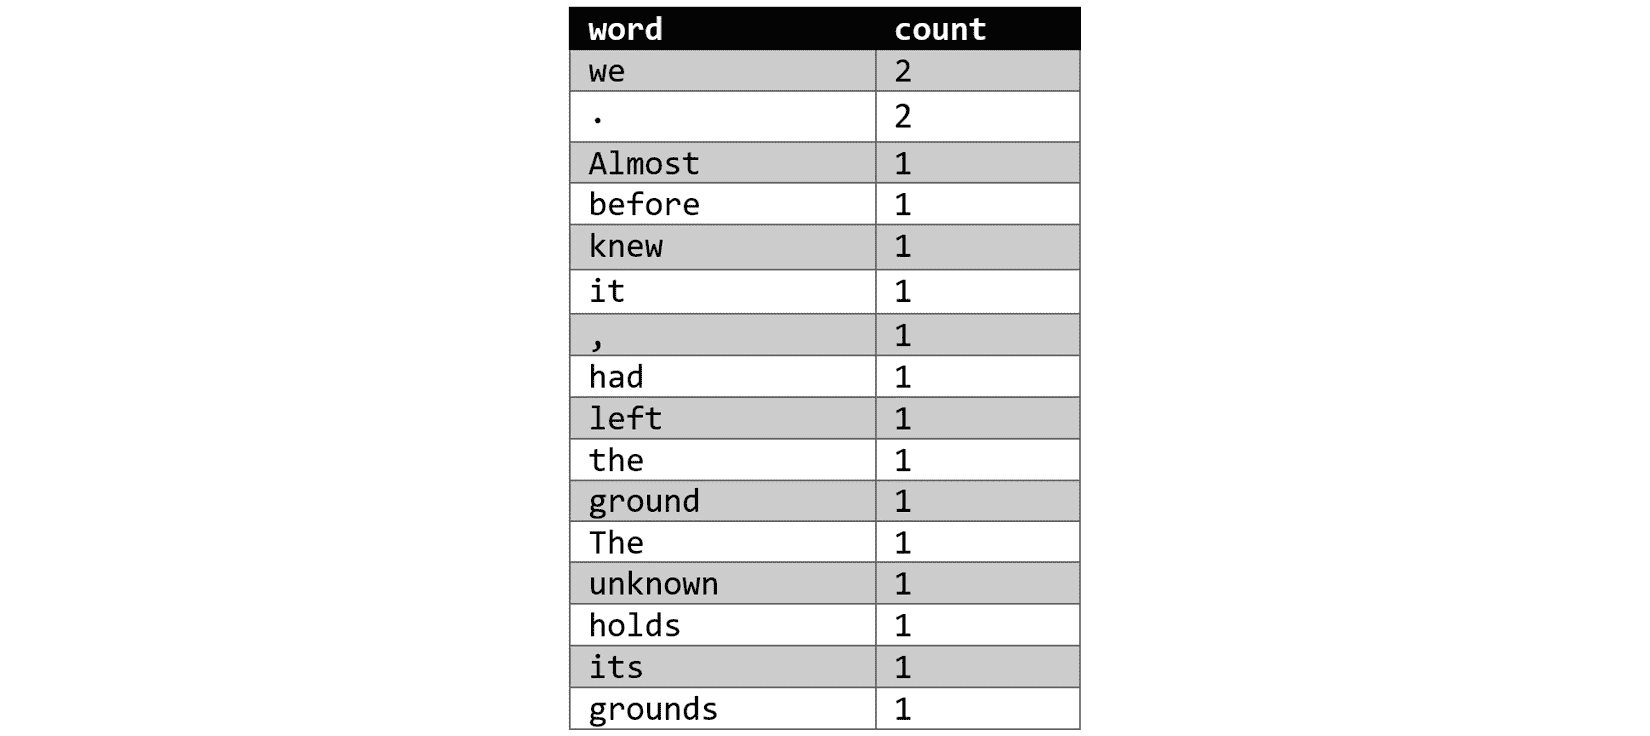 word count
we 2
. 2
Almost 1
before 1
knew 1
it 1
, 1
had 1
left 1
the 1
ground 1
The 1
unknown 1
holds 1
its 1
grounds 1